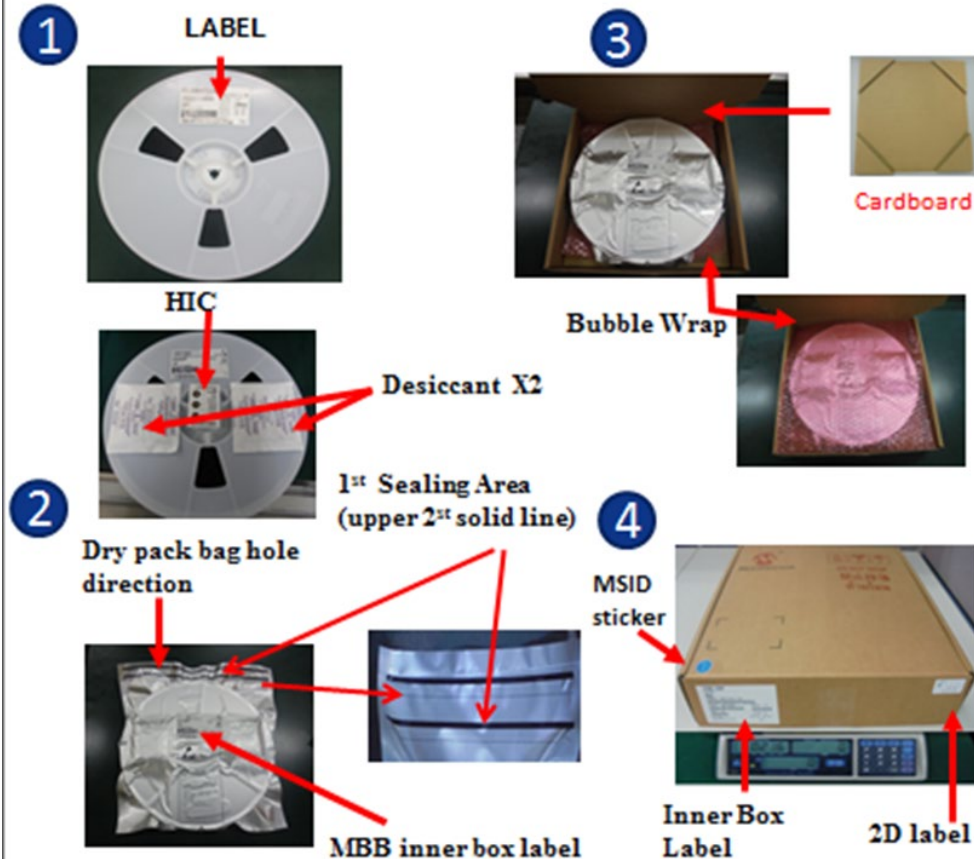 1
LABEL
HIC
Desiccant X2
2
Dry pack bag hole
direction
1st Sealing Area
(upper 2st solid line)
MBB inner box label
3
Cardboard
Bubble Wrap
4
MSID
sticker
Inner Box
Label
2D label